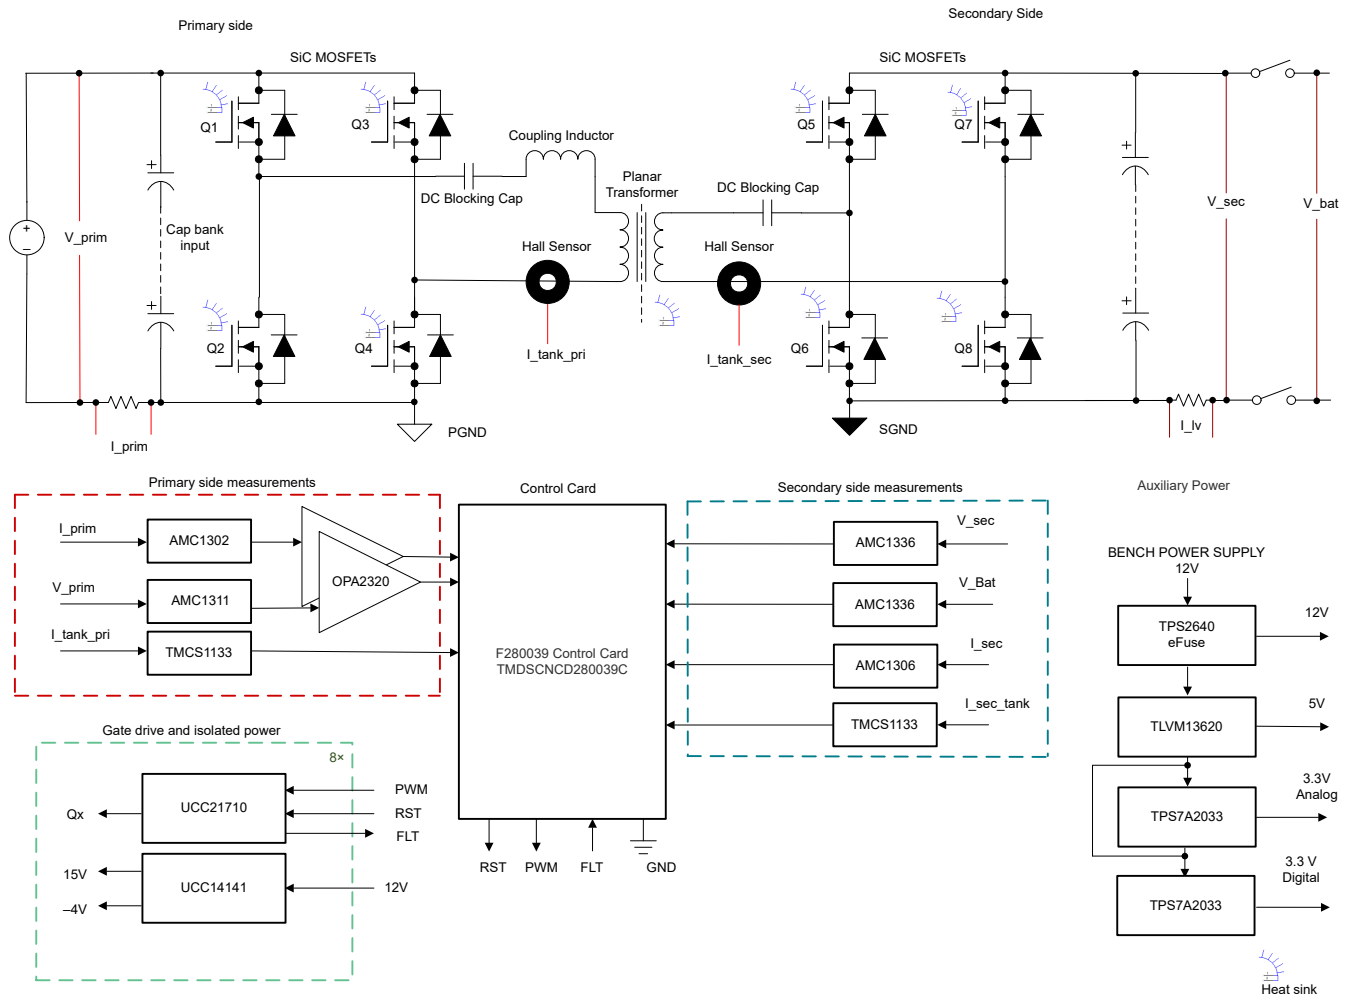 Primary side
Secondary Side
SiC MOSFETs
SiC MOSFETs
Q1
Q3
Q5
Q7
Coupling Inductor
DC Blocking Cap
Planar
Transformer
DC Blocking Cap
V_prim
Cap bank
input
Hall Sensor
Hall Sensor
V_sec
V_bat
Q2
Q4
I_tank_pri
I_tank_sec
Q6
Q8
I_prim
PGND
SGND
I_lv
Primary side measurements
I_prim
AMC1302
V_prim
AMC1311
OPA2320
I_tank_pri
TMCS1133
Control Card
F280039 Control Card
TMDSCNCD280039C
RST
PWM
FLT
GND
Secondary side measurements
V_sec
AMC1336
V_Bat
AMC1336
I_sec
AMC1306
I_sec_tank
TMCS1133
Gate drive and isolated power
8×
UCC21710
PWM
RST
FLT
Qx
15V
–4V
UCC14141
12V
Auxiliary Power
BENCH POWER SUPPLY
12V
TPS2640
eFuse
12V
TLVM13620
5V
TPS7A2033
3.3V
Analog
TPS7A2033
3.3 V
Digital
Heat sink